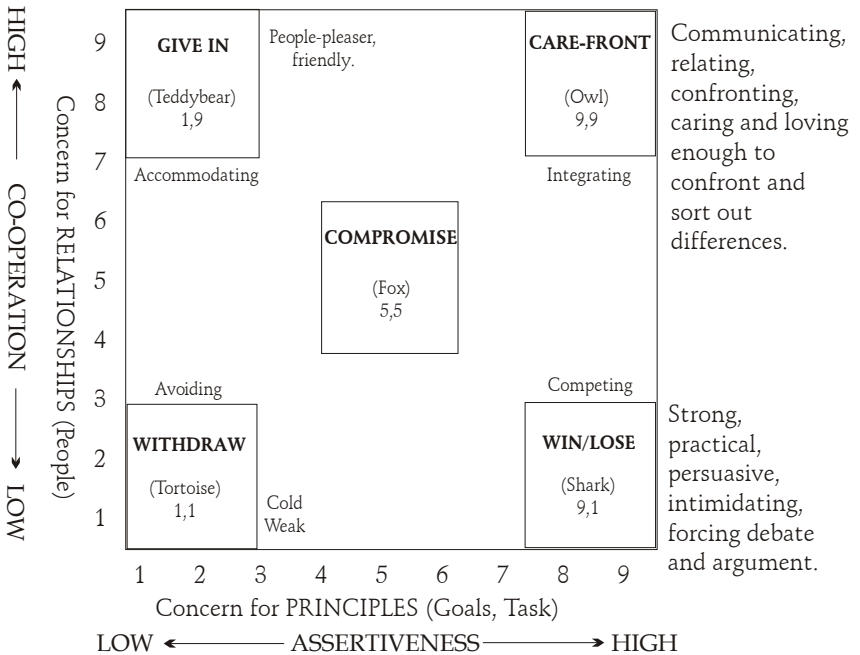 HIGH
CO-OPERATION
LOW
Concern for RELATIONSHIPS (People)
9
8
7
6
5
4
3
2
1
GIVE IN
(Teddybear)
1,9
People-pleaser,
friendly.
Accommodating
CARE-FRONT
(Owl)
9,9
Integrating
Communicating,
relating,
confronting,
caring and loving
enough to
confront and
sort out
differences.
COMPROMISE
(Fox)
5,5
Avoiding
WITHDRAW
(Tortoise)
1,1
Cold
Weak
Competing
WIN/LOSE
(Shark)
9,1
Strong,
practical,
persuasive,
intimidating,
forcing debate
and argument.
1 2 3 4 5 6 7 8 9
Concern for PRINCIPLES (Goals, Task)
LOW ASSERTIVENESS HIGH